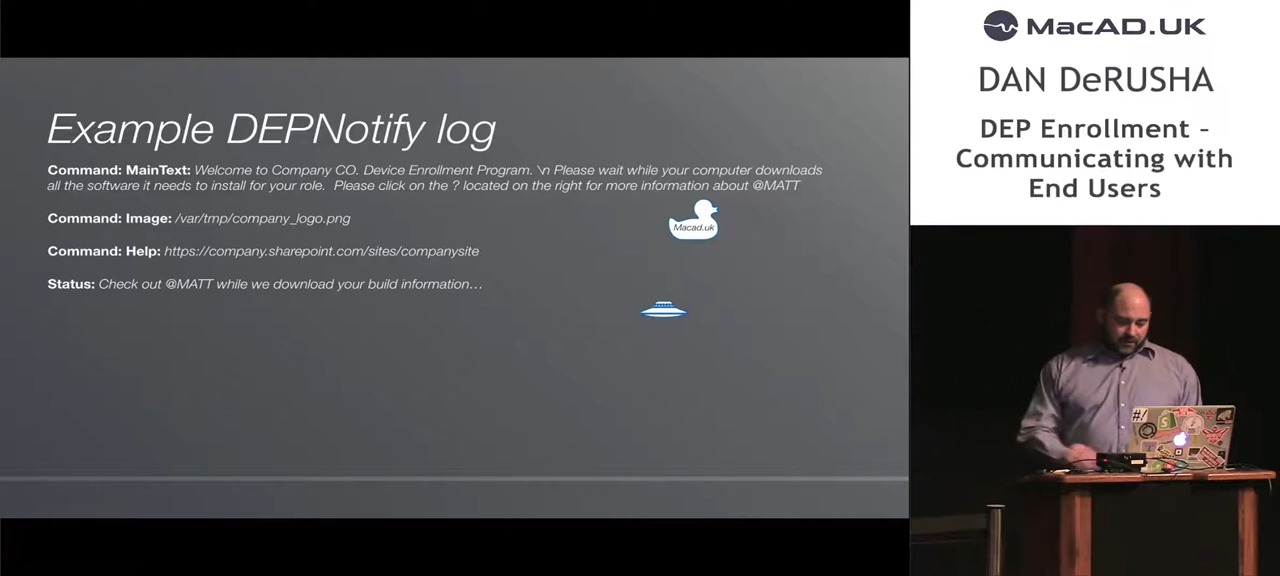 Example DEPNotify log
Command: MainText: Welcome to Company CO. Device Enrollment Program. \n Please wait while your computer downloads
all the software it needs to install for your role. Please click on the ? located on the right for more information about @MATT
Command: Image: /var/tmp/company_logo.png
Macad.uk
Command: Help: https://company.sharepoint.com/sites/companysite
Status: Check out @MATT while we download your build information…
MacAD.UK
DAN DeRUSHA
DEP Enrollment –
Communicating with
End Users
#!